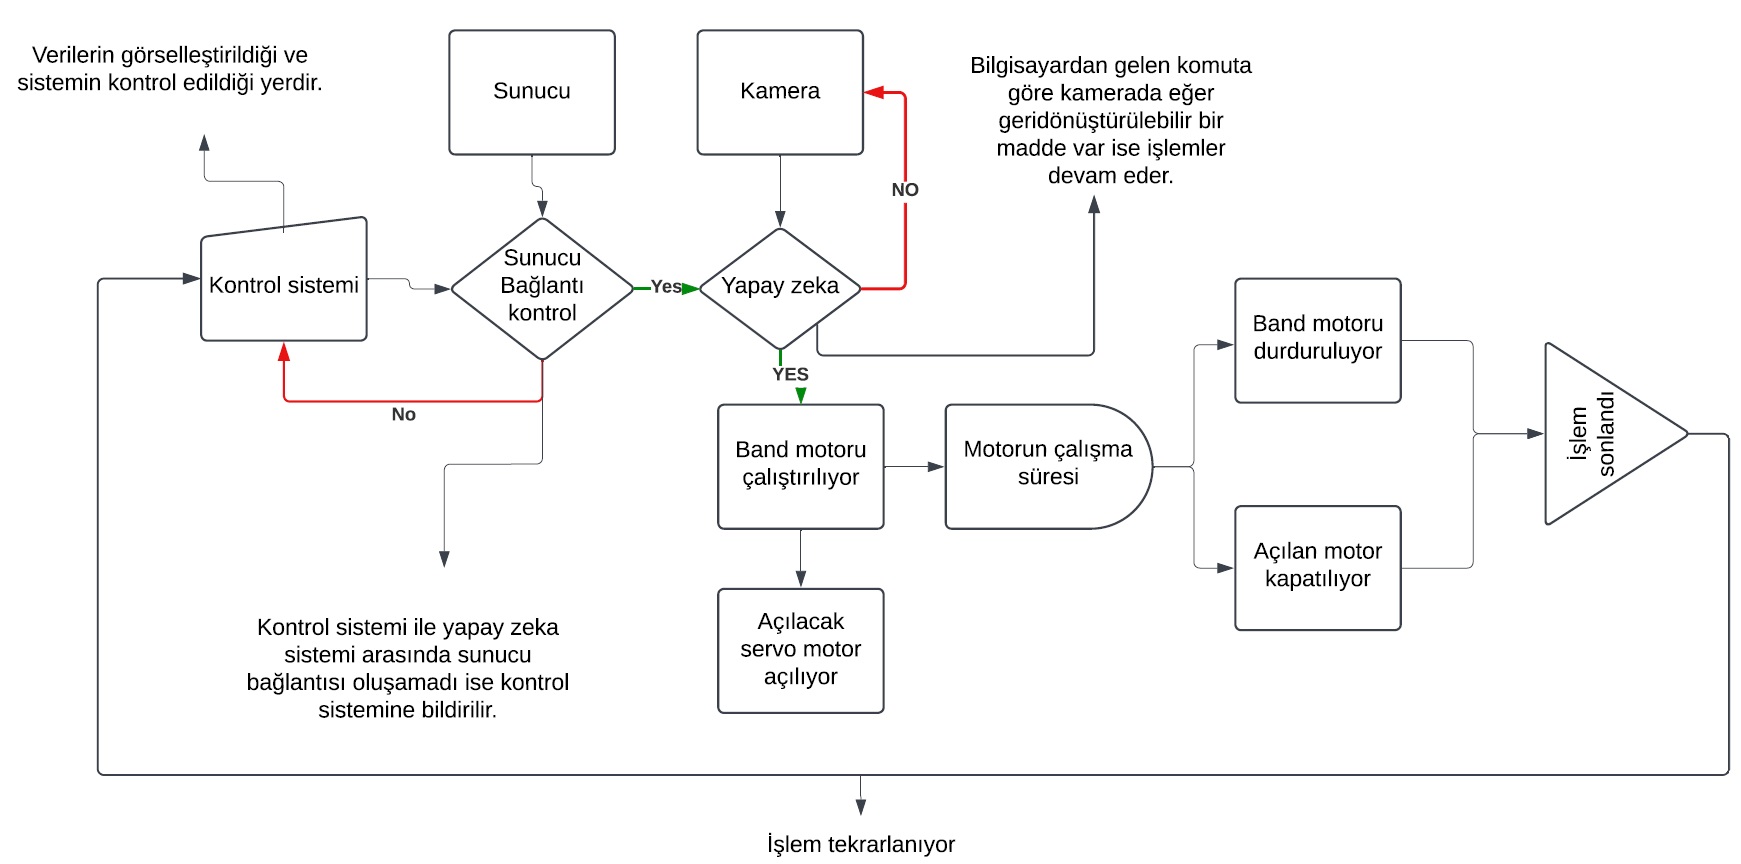 Verilerin görselleştirildiği ve
sistemin kontrol edildiği yerdir.
Sunucu
Kamera
Bilgisayardan gelen komuta
göre kamerada eğer
geridönüştürülebilir bir
madde var ise işlemler
devam eder.
NO
Kontrol sistemi
Sunucu
Bağlantı
kontrol
Yes
Yapay zeka
YES
No
Band motoru
durduruluyor
Band motoru
çalıştırılıyor
Motorun çalışma
süresi
İşlem
sonlandı
Açılan motor
kapatılıyor
Açılacak
servo motor
açılıyor
Kontrol sistemi ile yapay zeka
sistemi arasında sunucu
bağlantısı oluşamadı ise kontrol
sistemine bildirilir.
İşlem tekrarlanıyor